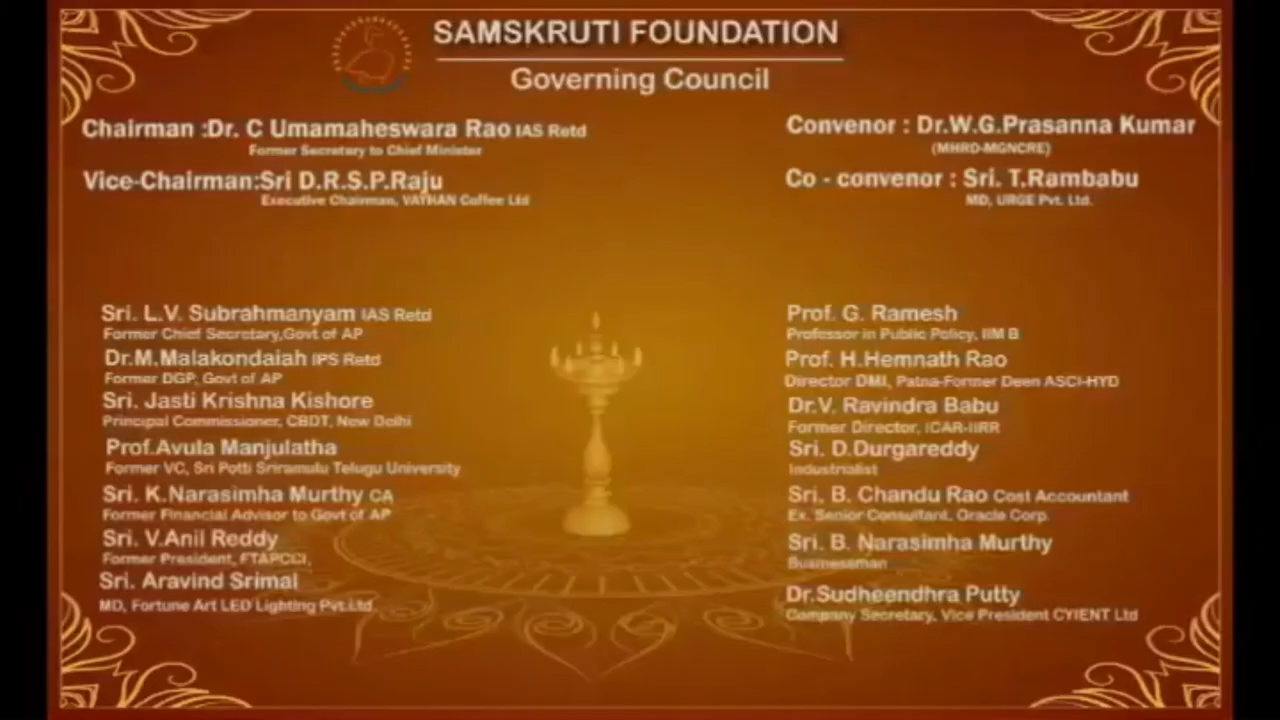 SAMSKRUTI FOUNDATION
Governing Council
Chairman :Dr. C Umamaheswara Rao IAS Retd
Former Secretary to Chief Minister
Vice-Chairman:Sri D.R.S.P.Raju
Executive Chairman, VATHAN Coffee Ltd
Convenor : Dr.W.G.Prasanna Kumar
(MHRD-MGNCRE)
Co - convenor : Sri. T.Rambabu
MD, URGE Pvt. Ltd.
Sri. L.V. Subrahmanyam IAS Retd
Former Chief Secretary,Govt of AP
Dr.M.Malakondaiah IPS Retd
Former DGP, Govt of AP
Sri. Jasti Krishna Kishore
Principal Commissioner, CBDT, New Delhi
Prof.Avula Manjulatha
Former VC, Sri Potti Sriramulu Telugu University
Sri. K.Narasimha Murthy CA
Former Financial Advisor to Govt of AP
Sri. V.Anil Reddy
Former President, FTAPCCI,
Sri. Aravind Srimal
MD, Fortune Art LED Lighting Pvt.Ltd
Prof. G. Ramesh
Professor in Public Policy, IIM B
Prof. H.Hemnath Rao
Director DMI, Patna-Former Deen ASCI-HYD
Dr.V. Ravindra Babu
Former Director, ICAR-IIRR
Sri. D.Durgareddy
Industrialist
Sri. B. Chandu Rao Cost Accountant
Ex. Senior Consultant, Oracle Corp.
Sri. B. Narasimha Murthy
Businessman
Dr.Sudheendhra Putty
Company Secretary, Vice President CYIENT Ltd